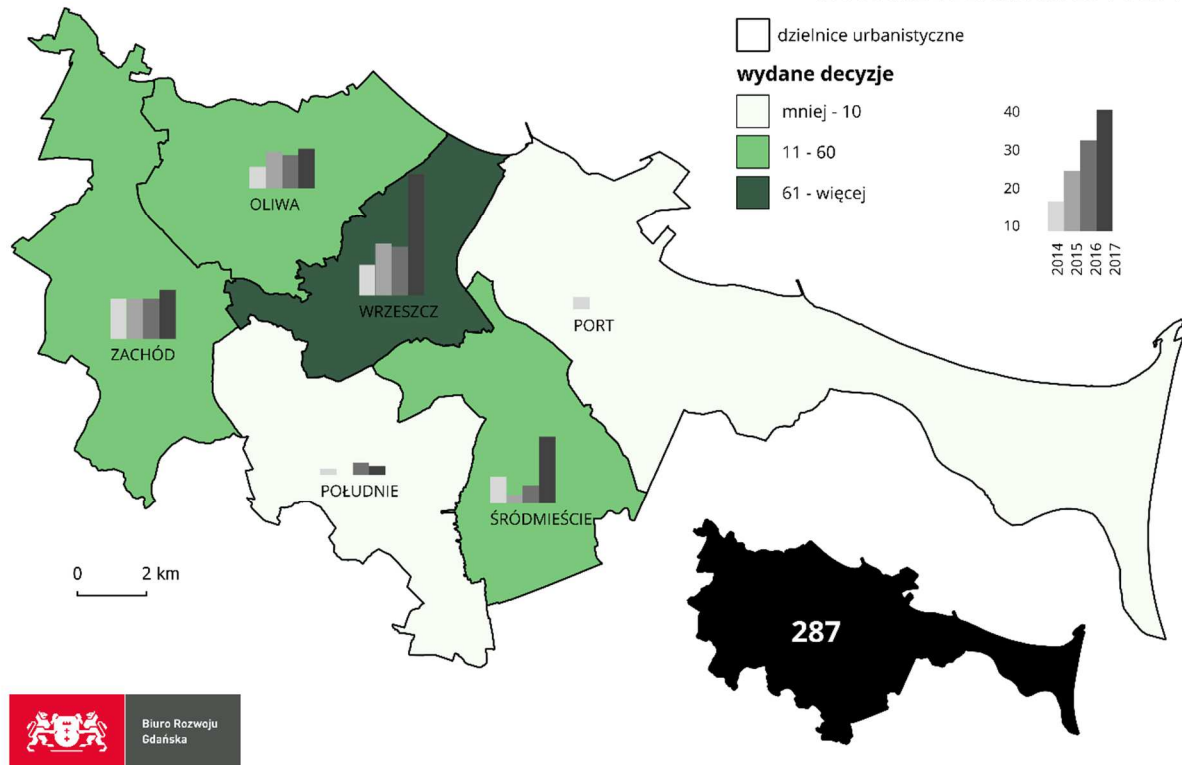 dzielnice urbanistyczne
wydane decyzje
mniej - 10
11 - 60
61 - więcej
40
30
20
10
2014
2015
2016
2017
OLIWA
WRZESZCZ
PORT
ZACHÓD
POŁUDNIE
ŚRÓDMIEŚCIE
0 2 km
287
Biuro Rozwoju
Gdańska